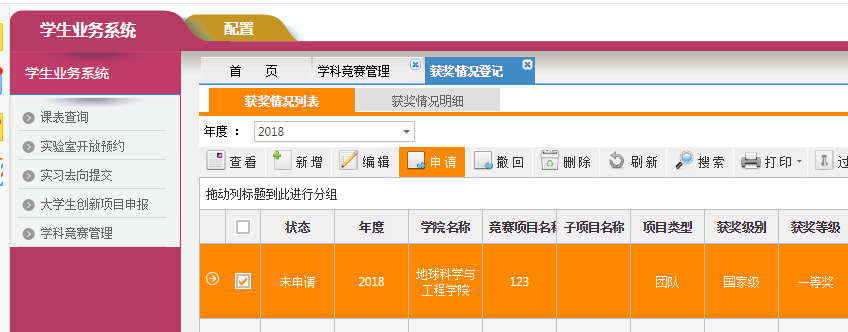 学生业务系统 配置
学生业务系统
课表查询
实验室开放预约
实习去向提交
大学生创新项目申报
学科竞赛管理
首 页 学科竞赛管理 获奖情况登记
获奖情况列表 获奖情况明细
年度： 2018
查看 新增 编辑 申请 撤回 删除 刷新 搜索 打印
拖动列标题到此进行分组
状态 年度 学院名称 竞赛项目名称 子项目名称 项目类型 获奖级别 获奖等级
未申请 2018 地球科学与 123 团队 国家级 一等奖
工程学院